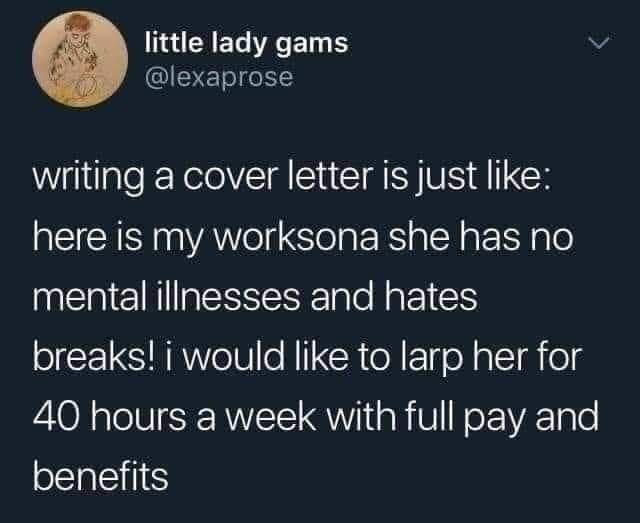 little lady gams
@lexaprose
writing a cover letter is just like:
here is my worksona she has no
mental illnesses and hates
breaks! i would like to larp her for
40 hours a week with full pay and
benefits